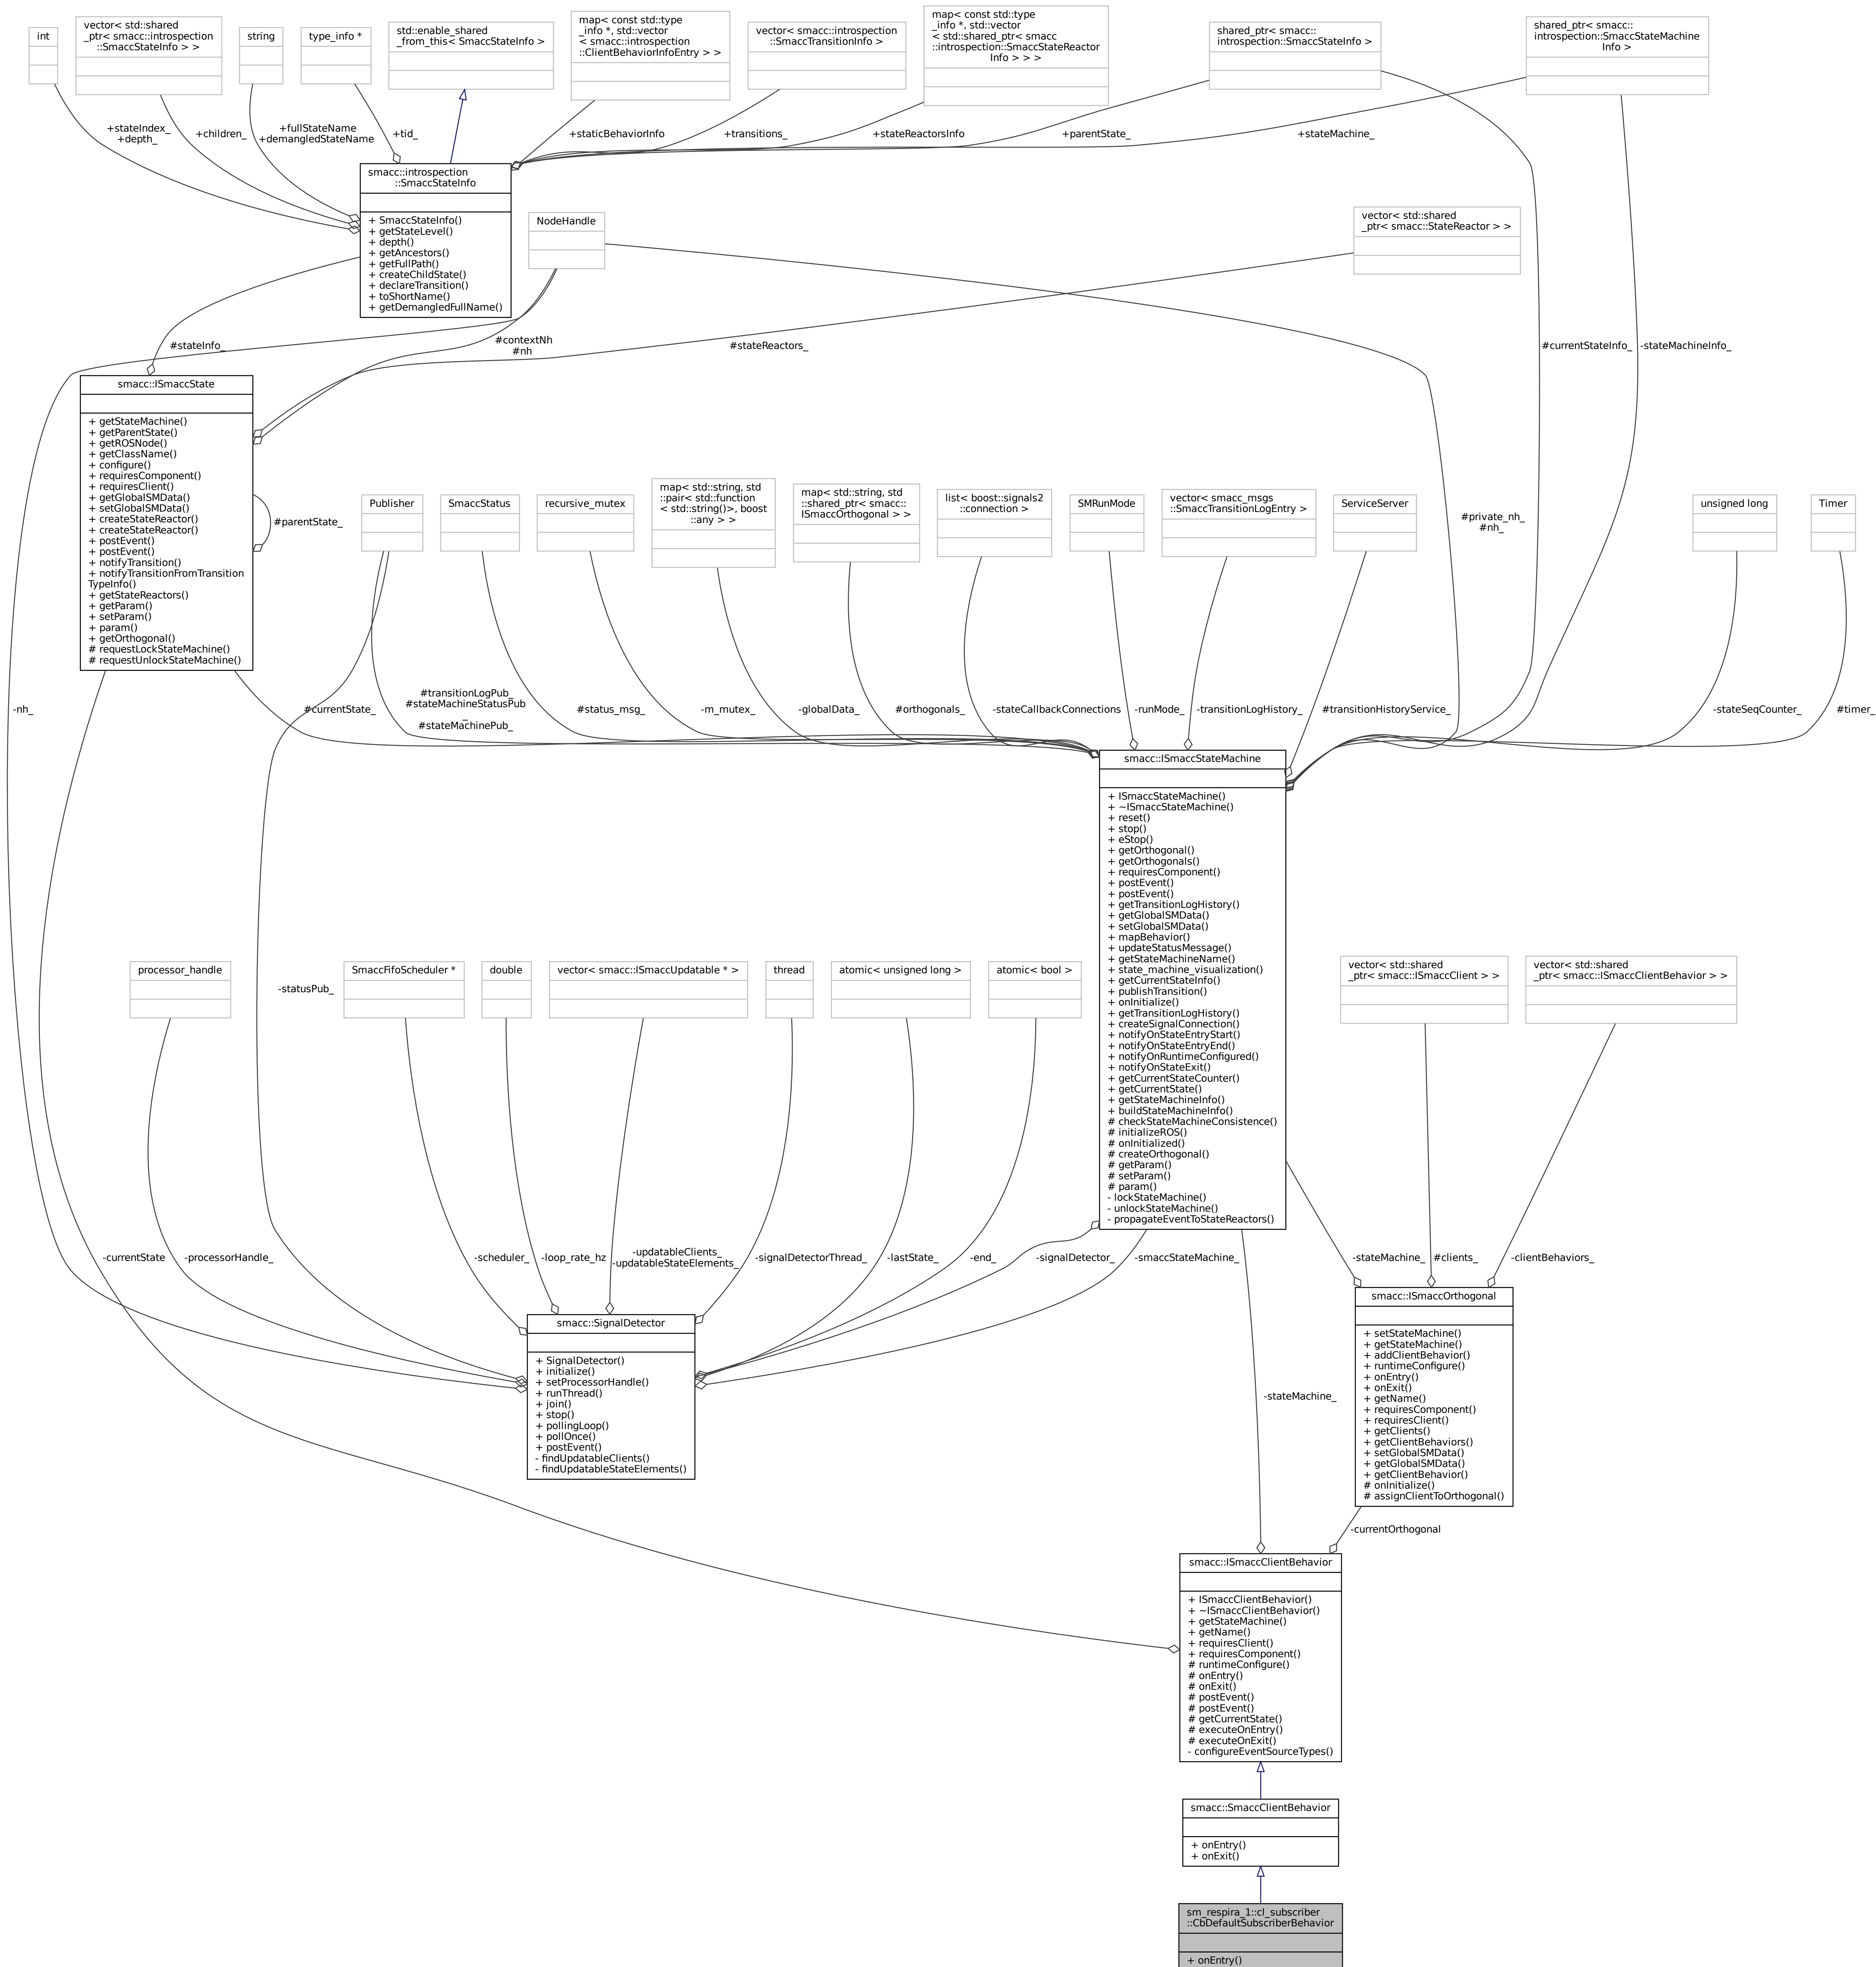 int
vector< std::shared
_ptr< smacc::introspection
::SmaccStateInfo > >
string
type_info *
std::enable_shared
_from_this< SmaccStateInfo >
map< const std::type
_info *, std::vector
< smacc::introspection
::ClientBehaviorInfoEntry > >
vector< smacc::introspection
::SmaccTransitionInfo >
map< const std::type
_info *, std::vector
< std::shared_ptr< smacc
::introspection::SmaccStateReactor
Info > > >
shared_ptr< smacc::
introspection::SmaccStateInfo >
shared_ptr< smacc::
introspection::SmaccStateMachine
Info >
+stateIndex_
+depth_
+children_
+fullStateName
+demangledStateName
+tid_
+staticBehaviorInfo
+transitions_
+stateReactorsInfo
+parentState_
+stateMachine_
smacc::introspection
::SmaccStateInfo
+ SmaccStateInfo()
+ getStateLevel()
+ depth()
+ getAncestors()
+ getFullPath()
+ createChildState()
+ declareTransition()
+ toShortName()
+ getDemangledFullName()
NodeHandle
vector< std::shared
_ptr< smacc::StateReactor > >
#stateInfo_
#contextNh
#nh
#stateReactors_
#currentStateInfo_
-stateMachineInfo_
smacc::ISmaccState
+ getStateMachine()
+ getParentState()
+ getROSNode()
+ getClassName()
+ configure()
+ requiresComponent()
+ requiresClient()
+ getGlobalSMData()
+ setGlobalSMData()
+ createStateReactor()
+ createStateReactor()
+ postEvent()
+ postEvent()
+ notifyTransition()
+ notifyTransitionFromTransition
TypeInfo()
+ getStateReactors()
+ getParam()
+ setParam()
+ param()
+ getOrthogonal()
# requestLockStateMachine()
# requestUnlockStateMachine()
#parentState_
Publisher
SmaccStatus
recursive_mutex
map< std::string, std
::pair< std::function
< std::string()>, boost
::any > >
map< std::string, std
::shared_ptr< smacc::
ISmaccOrthogonal > >
list< boost::signals2
::connection >
SMRunMode
vector< smacc_msgs
::SmaccTransitionLogEntry >
ServiceServer
#private_nh_
#nh_
unsigned long
Timer
-nh_
#currentState_
#transitionLogPub_
#stateMachineStatusPub
_
#stateMachinePub_
#status_msg_
-m_mutex_
-globalData_
#orthogonals_
-stateCallbackConnections
-runMode_
-transitionLogHistory_
#transitionHistoryService_
-stateSeqCounter_
#timer_
smacc::ISmaccStateMachine
+ ISmaccStateMachine()
+ ~ISmaccStateMachine()
+ reset()
+ stop()
+ eStop()
+ getOrthogonal()
+ getOrthogonals()
+ requiresComponent()
+ postEvent()
+ postEvent()
+ getTransitionLogHistory()
+ getGlobalSMData()
+ setGlobalSMData()
+ mapBehavior()
+ updateStatusMessage()
+ getStateMachineName()
+ state_machine_visualization()
+ getCurrentStateInfo()
+ publishTransition()
+ onInitialize()
+ getTransitionLogHistory()
+ createSignalConnection()
+ notifyOnStateEntryStart()
+ notifyOnStateEntryEnd()
+ notifyOnRuntimeConfigured()
+ notifyOnStateExit()
+ getCurrentStateCounter()
+ getCurrentState()
+ getStateMachineInfo()
+ buildStateMachineInfo()
# checkStateMachineConsistence()
# initializeROS()
# onInitialized()
# createOrthogonal()
# getParam()
# setParam()
# param()
- lockStateMachine()
- unlockStateMachine()
- propagateEventToStateReactors()
processor_handle
-statusPub_
SmaccFifoScheduler *
double
vector< smacc::ISmaccUpdatable * >
thread
atomic< unsigned long >
atomic< bool >
vector< std::shared
_ptr< smacc::ISmaccClient > >
vector< std::shared
_ptr< smacc::ISmaccClientBehavior > >
-currentState
-processorHandle_
-scheduler_
-loop_rate_hz
-updatableClients_
-updatableStateElements_
-signalDetectorThread_
-lastState_
-end_
-signalDetector_
-smaccStateMachine_
-stateMachine_
#clients_
-clientBehaviors_
smacc::SignalDetector
+ SignalDetector()
+ initialize()
+ setProcessorHandle()
+ runThread()
+ join()
+ stop()
+ pollingLoop()
+ pollOnce()
+ postEvent()
- findUpdatableClients()
- findUpdatableStateElements()
smacc::ISmaccOrthogonal
+ setStateMachine()
+ getStateMachine()
+ addClientBehavior()
+ runtimeConfigure()
+ onEntry()
+ onExit()
+ getName()
+ requiresComponent()
+ requiresClient()
+ getClients()
+ getClientBehaviors()
+ setGlobalSMData()
+ getGlobalSMData()
+ getClientBehavior()
# onInitialize()
# assignClientToOrthogonal()
-stateMachine_
-currentOrthogonal
smacc::ISmaccClientBehavior
+ ISmaccClientBehavior()
+ ~ISmaccClientBehavior()
+ getStateMachine()
+ getName()
+ requiresClient()
+ requiresComponent()
# runtimeConfigure()
# onEntry()
# onExit()
# postEvent()
# postEvent()
# getCurrentState()
# executeOnEntry()
# executeOnExit()
- configureEventSourceTypes()
smacc::SmaccClientBehavior
+ onEntry()
+ onExit()
sm_respira_1::cl_subscriber
::CbDefaultSubscriberBehavior
+ onEntry()